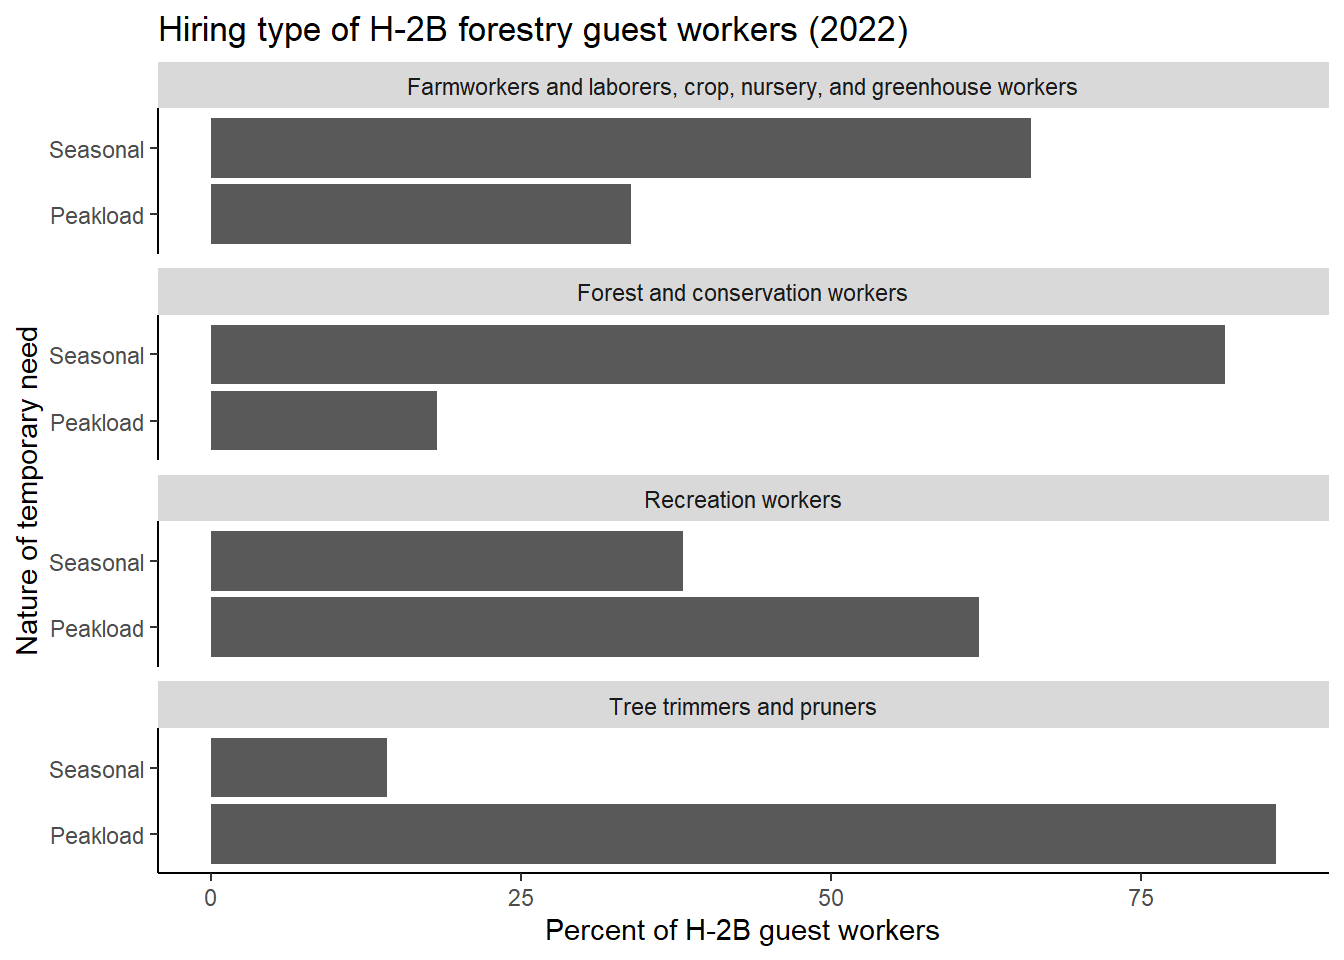 Hiring type of H-2B forestry guest workers (2022)
Farmworkers and laborers, crop, nursery, and greenhouse workers
Seasonal
Peakload
Forest and conservation workers
Seasonal
Peakload
Recreation workers
Seasonal
Peakload
Tree trimmers and pruners
Seasonal
Peakload
Nature of temporary need
0 25 50 75
Percent of H-2B guest workers